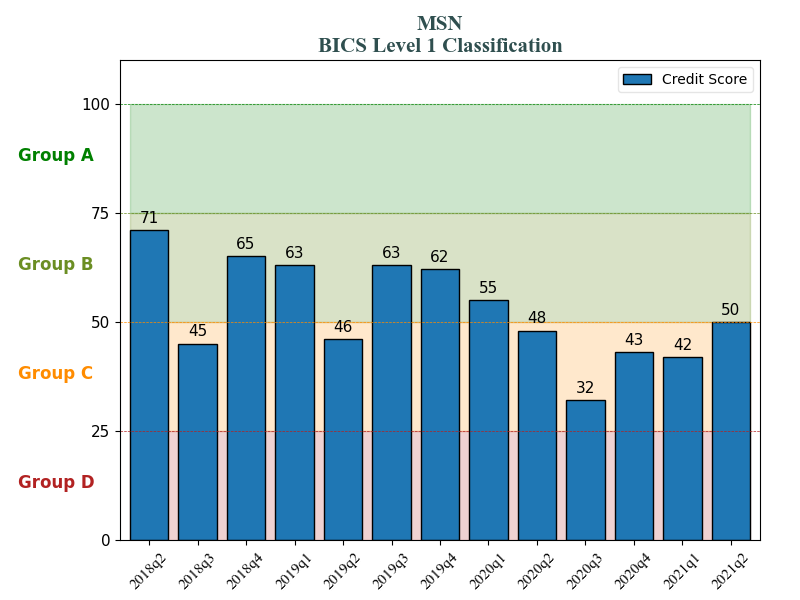 MSN
BICS Level 1 Classification
Credit Score
100
75
50
25
0
Group A
Group B
Group C
Group D
71
45
65
63
46
63
62
55
48
32
43
42
50
2018q2
2018q3
2018q4
2019q1
2019q2
2019q3
2019q4
2020q1
2020q2
2020q3
2020q4
2021q1
2021q2